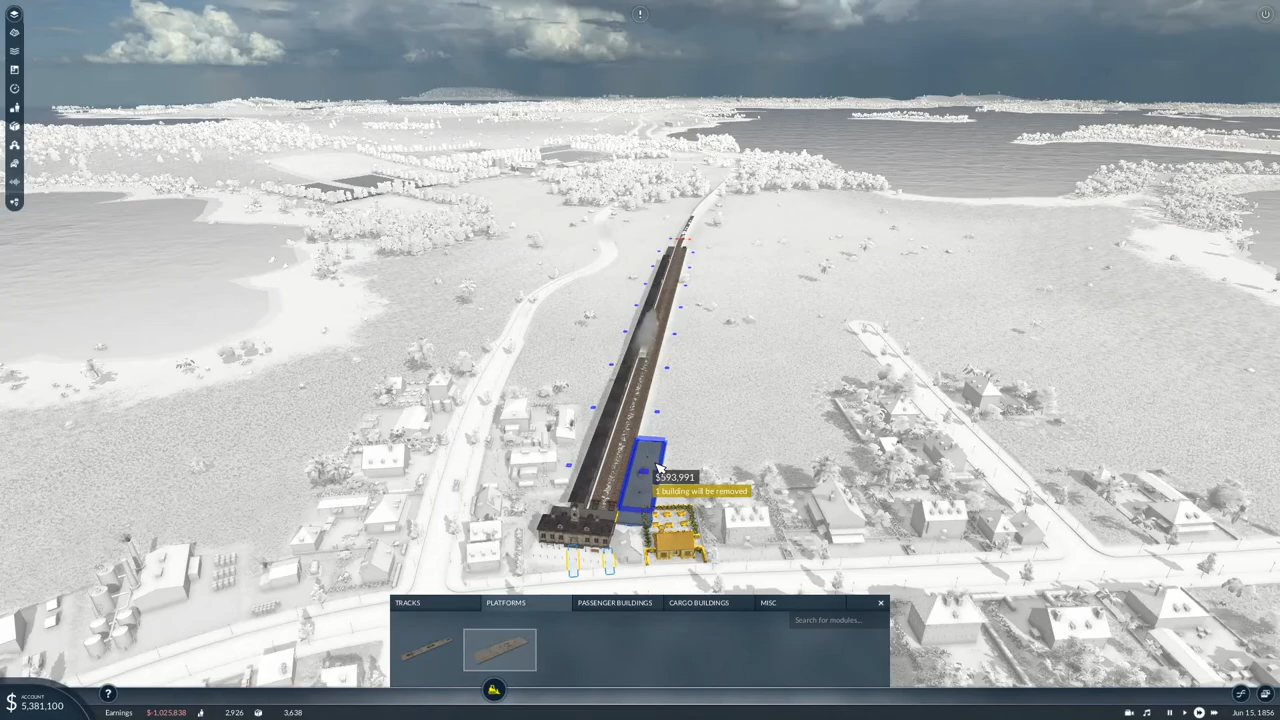 $593,991
1 building will be removed
TRACKS
PLATFORMS
PASSENGER BUILDINGS
CARGO BUILDINGS
MISC
Search for modules...
ACCOUNT
$ 5,381,100
?
Earnings $-1,025,838 2,926 3,638
Jun 15, 1856